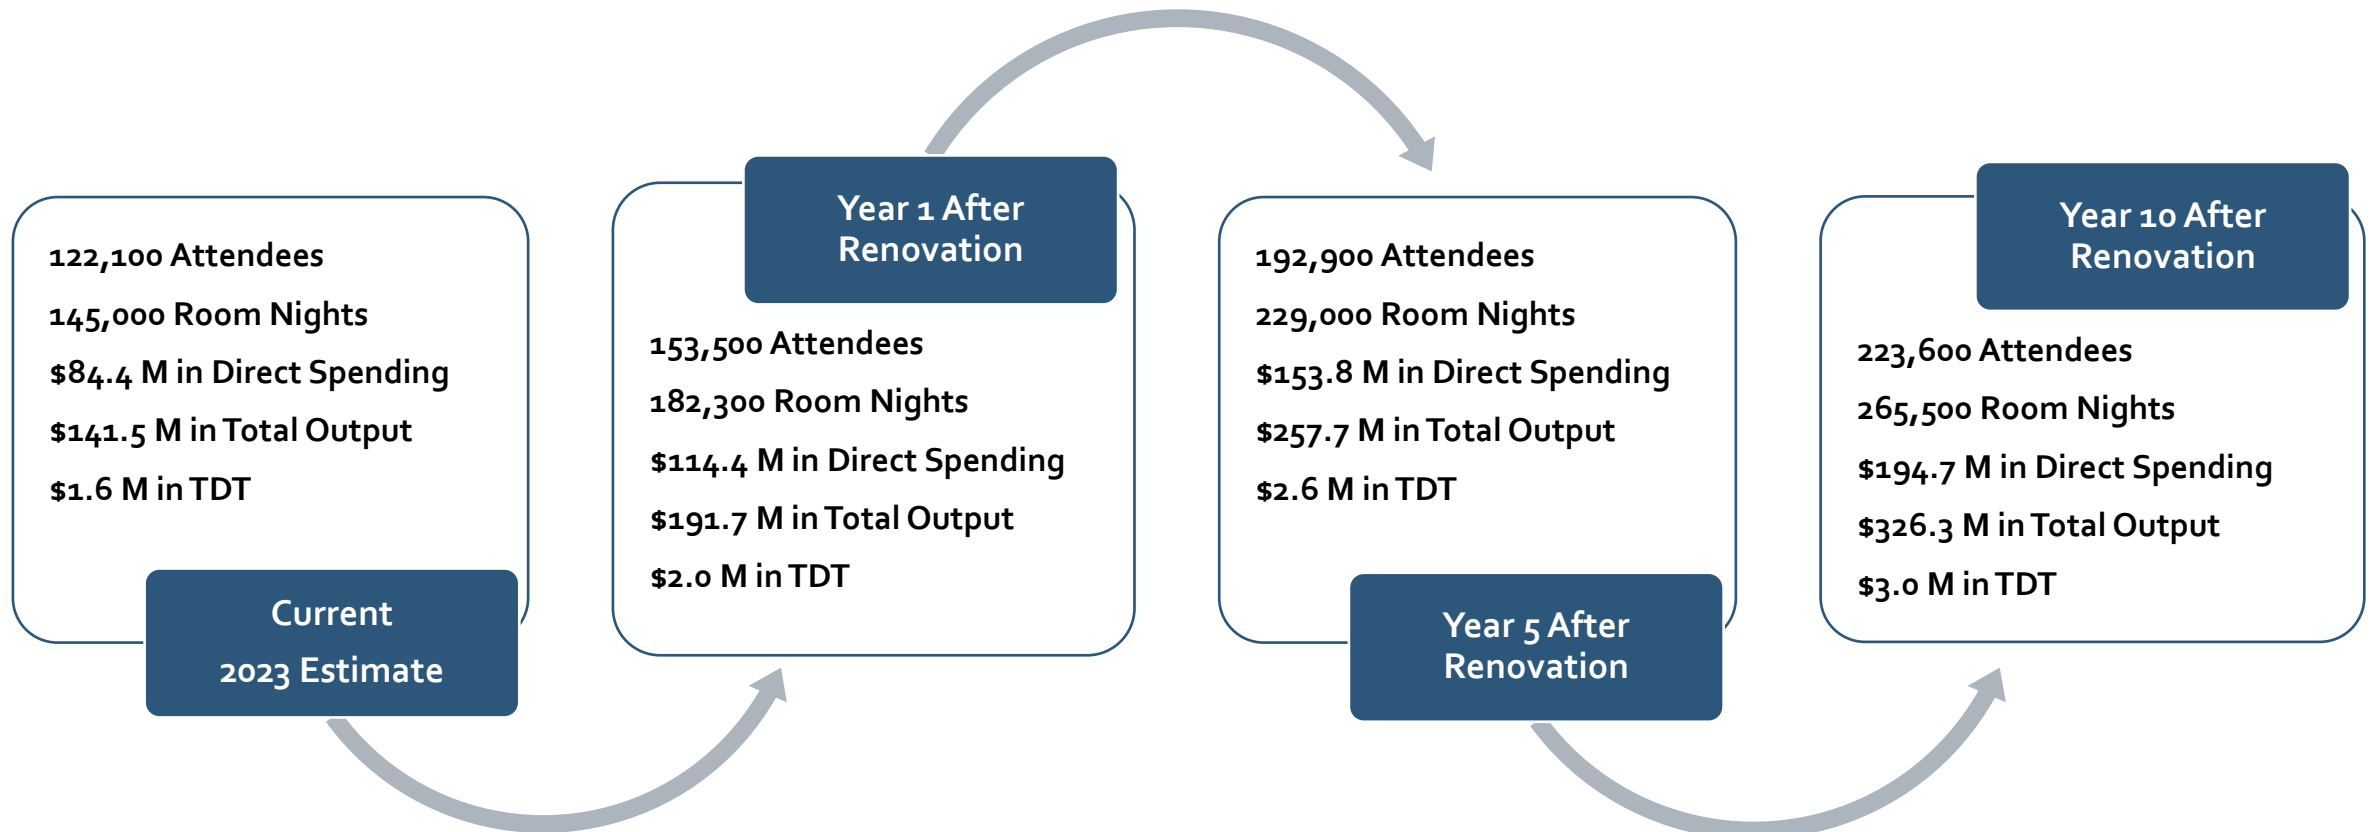 122,100 Attendees
145,000 Room Nights
$84.4 M in Direct Spending
$141.5 M in Total Output
$1.6 M in TDT
Current
2023 Estimate
Year 1 After
Renovation
153,500 Attendees
182,300 Room Nights
$114.4 M in Direct Spending
$191.7 M in Total Output
$2.0 M in TDT
192,900 Attendees
229,000 Room Nights
$153.8 M in Direct Spending
$257.7 M in Total Output
$2.6 M in TDT
Year 5 After
Renovation
Year 10 After
Renovation
223,600 Attendees
265,500 Room Nights
$194.7 M in Direct Spending
$326.3 M in Total Output
$3.0 M in TDT